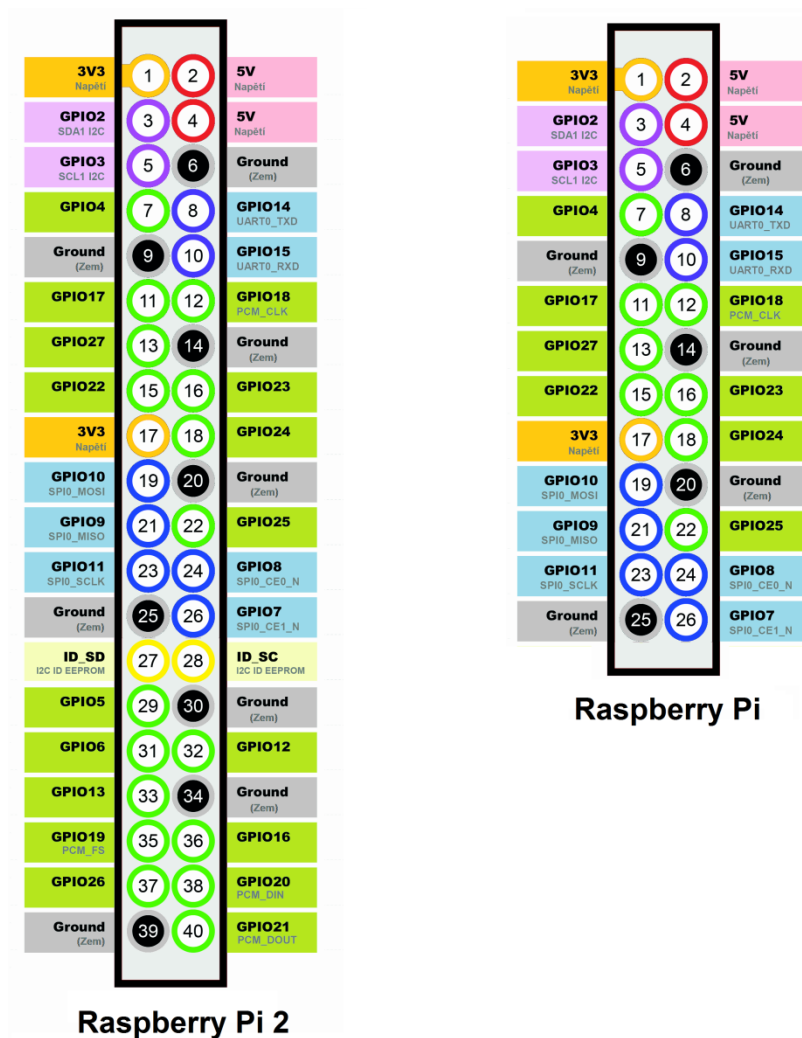 3V3
Napětí
1
2
5V
Napětí
GPIO2
SDA1 I2C
3
4
5V
Napětí
GPIO3
SCL1 I2C
5
6
Ground
(Zem)
GPIO4
7
8
GPIO14
UART0_TXD
Ground
(Zem)
9
10
GPIO15
UART0_RXD
GPIO17
11
12
GPIO18
PCM_CLK
GPIO27
13
14
Ground
(Zem)
GPIO22
15
16
GPIO23
3V3
Napětí
17
18
GPIO24
GPIO10
SPI0_MOSI
19
20
Ground
(Zem)
GPIO9
SPI0_MISO
21
22
GPIO25
GPIO11
SPI0_SCLK
23
24
GPIO8
SPI0_CE0_N
Ground
(Zem)
25
26
GPIO7
SPI0_CE1_N
ID_SD
I2C ID EEPROM
27
28
ID_SC
I2C ID EEPROM
GPIO5
29
30
Ground
(Zem)
GPIO6
31
32
GPIO12
GPIO13
33
34
Ground
(Zem)
GPIO19
PCM_FS
35
36
GPIO16
GPIO26
37
38
GPIO20
PCM_DIN
Ground
(Zem)
39
40
GPIO21
PCM_DOUT
Raspberry Pi 2
3V3
Napětí
1
2
5V
Napětí
GPIO2
SDA1 I2C
3
4
5V
Napětí
GPIO3
SCL1 I2C
5
6
Ground
(Zem)
GPIO4
7
8
GPIO14
UART0_TXD
Ground
(Zem)
9
10
GPIO15
UART0_RXD
GPIO17
11
12
GPIO18
PCM_CLK
GPIO27
13
14
Ground
(Zem)
GPIO22
15
16
GPIO23
3V3
Napětí
17
18
GPIO24
GPIO10
SPI0_MOSI
19
20
Ground
(Zem)
GPIO9
SPI0_MISO
21
22
GPIO25
GPIO11
SPI0_SCLK
23
24
GPIO8
SPI0_CE0_N
Ground
(Zem)
25
26
GPIO7
SPI0_CE1_N
Raspberry Pi